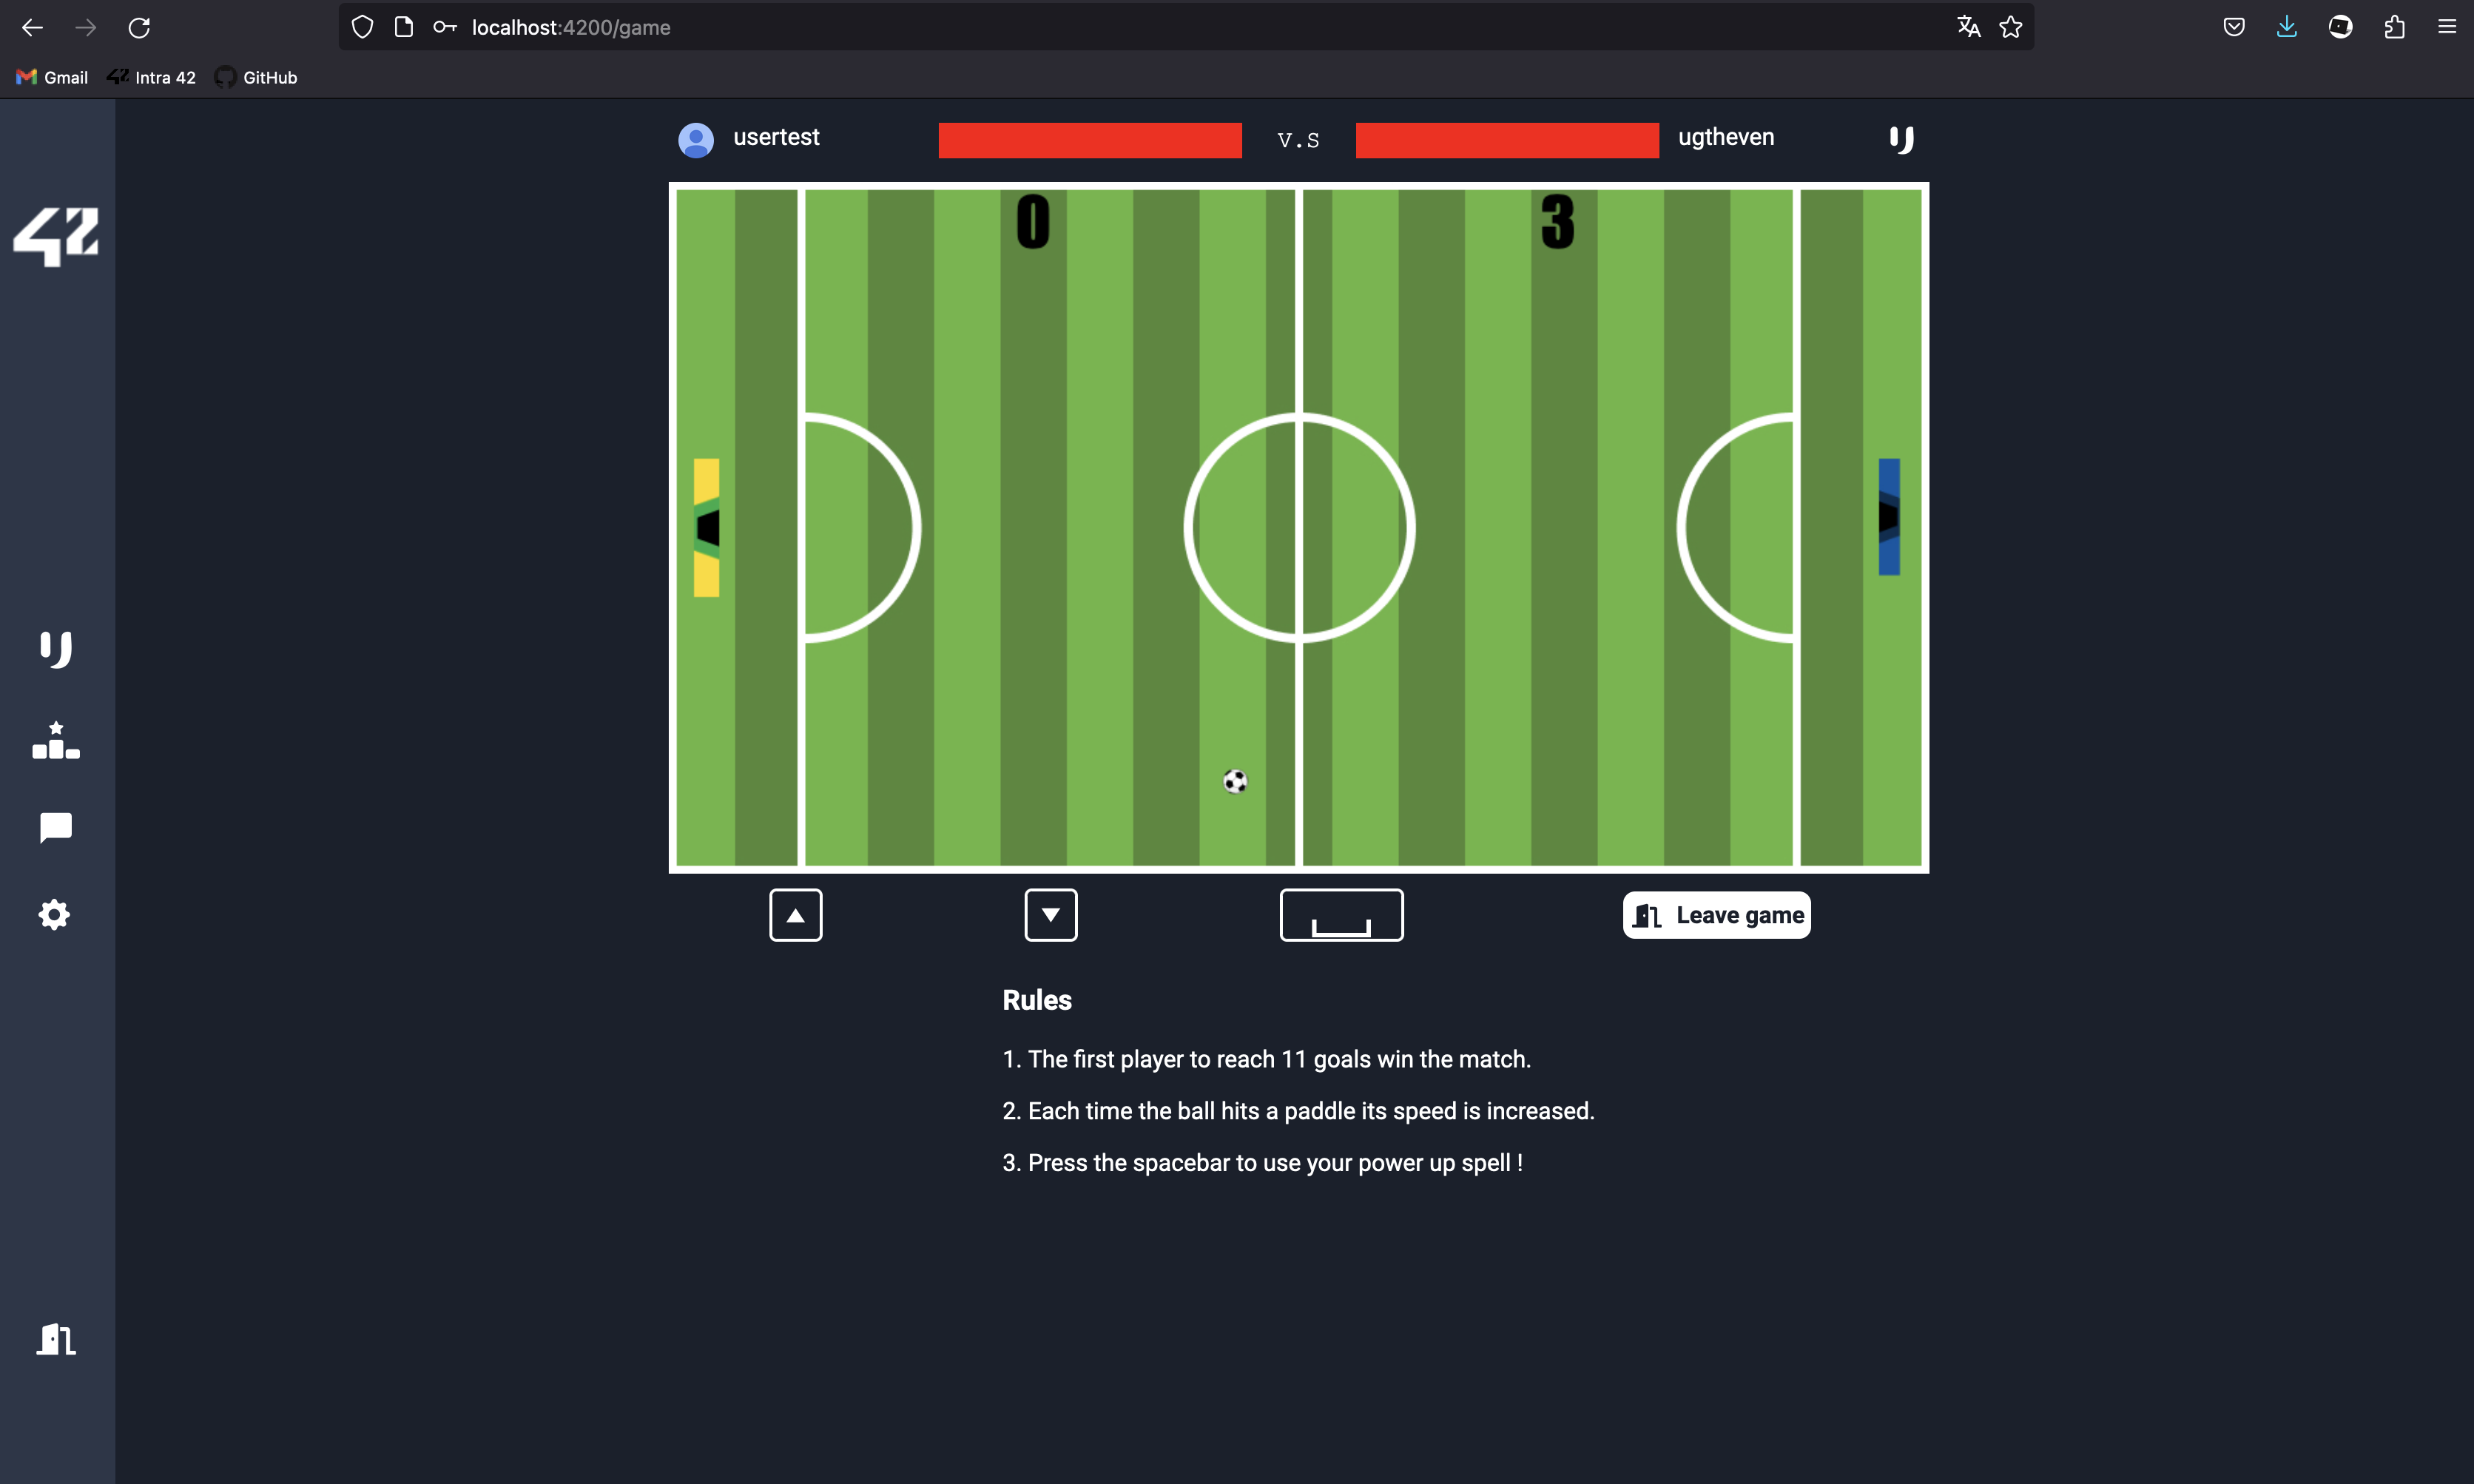 localhost:4200/game
Gmail Intra 42 GitHub
usertest v.s ugtheven
42
0 3
Leave game
Rules
1. The first player to reach 11 goals win the match.
2. Each time the ball hits a paddle its speed is increased.
3. Press the spacebar to use your power up spell !